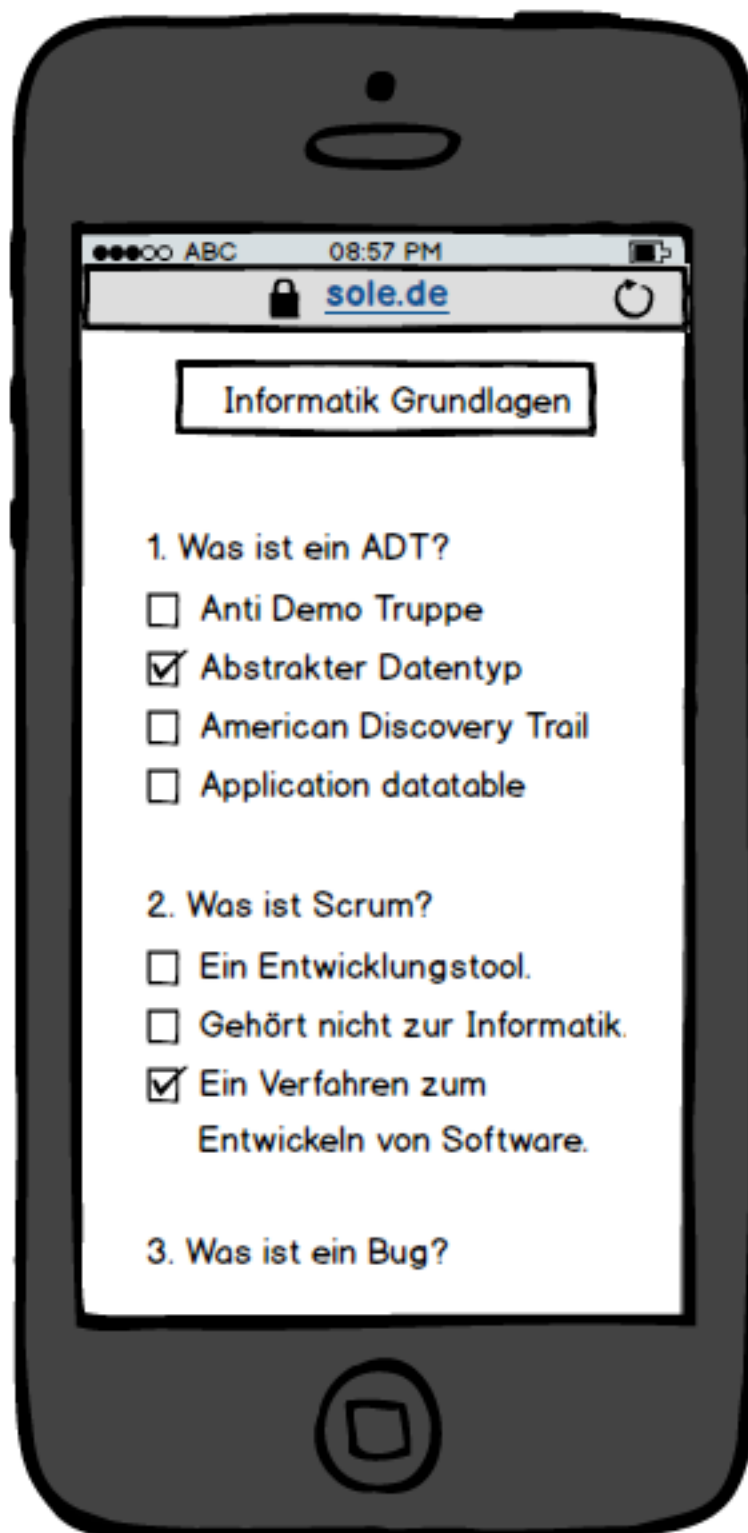 ABC 08:57 PM
sole.de
Informatik Grundlagen
1. Was ist ein ADT?
Anti Demo Truppe
Abstrakter Datentyp
American Discovery Trail
Application datatable
2. Was ist Scrum?
Ein Entwicklungstool.
Gehört nicht zur Informatik.
Ein Verfahren zum
Entwickeln von Software.
3. Was ist ein Bug?